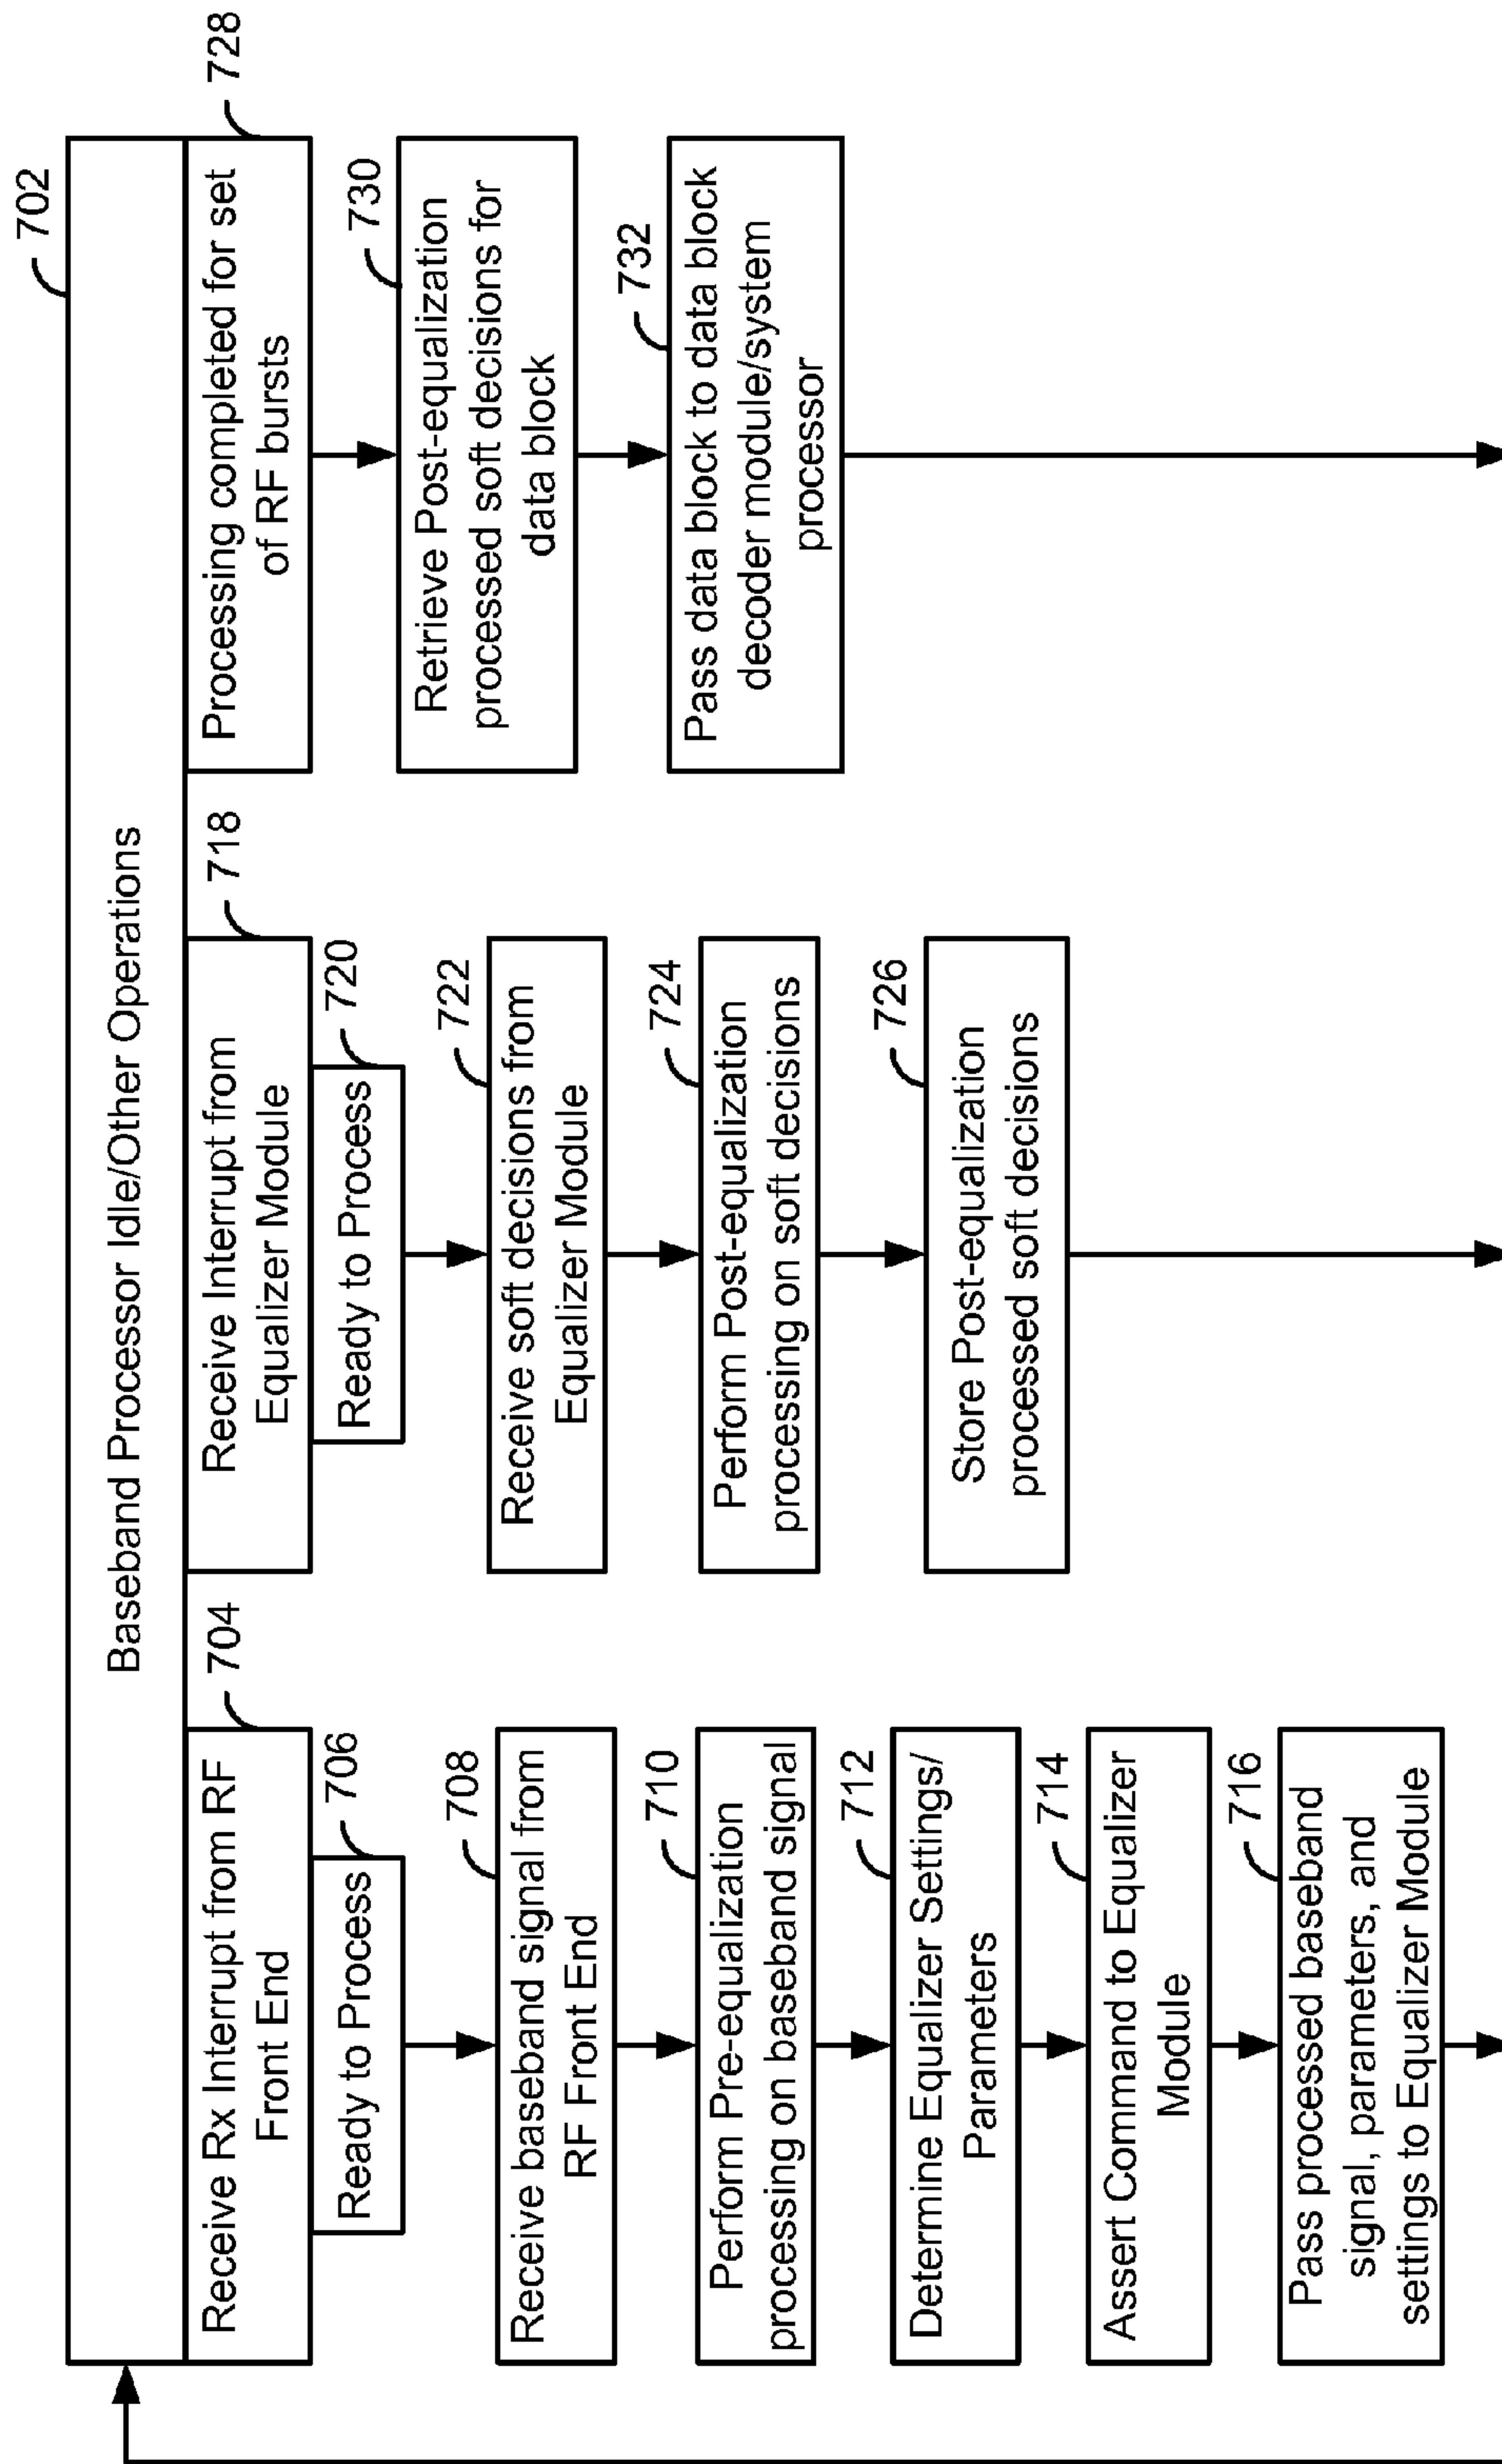 702
Baseband Processor Idle/Other Operations
704
Receive Rx Interrupt from RF
Front End
706
Ready to Process
708
Receive baseband signal from
RF Front End
710
Perform Pre-equalization
processing on baseband signal
712
Determine Equalizer Settings/
Parameters
714
Assert Command to Equalizer
Module
716
Pass processed baseband
signal, parameters, and
settings to Equalizer Module
718
Receive Interrupt from
Equalizer Module
720
Ready to Process
722
Receive soft decisions from
Equalizer Module
724
Perform Post-equalization
processing on soft decisions
726
Store Post-equalization
processed soft decisions
728
Processing completed for set
of RF bursts
730
Retrieve Post-equalization
processed soft decisions for
data block
732
Pass data block to data block
decoder module/system
processor